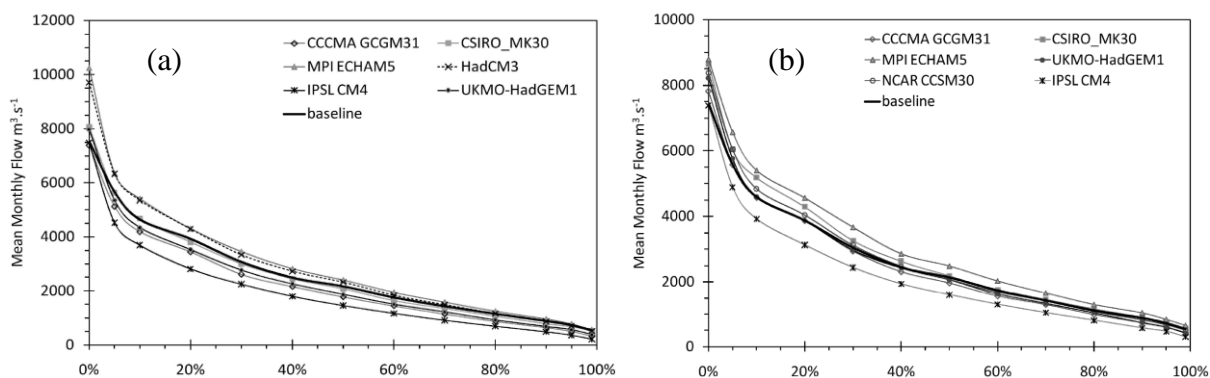 (a)
12000
10000
8000
6000
4000
2000
0
Mean Monthly Flow m³.s⁻¹
CCCMA GCGM31
CSIRO_MK30
MPI ECHAM5
HadCM3
IPSL CM4
UKMO-HadGEM1
baseline
0% 20% 40% 60% 80% 100%
(b)
10000
8000
6000
4000
2000
0
Mean Monthly Flow m³.s⁻¹
CCCMA GCGM31
CSIRO_MK30
MPI ECHAM5
UKMO-HadGEM1
NCAR CCSM30
IPSL CM4
baseline
0% 20% 40% 60% 80% 100%